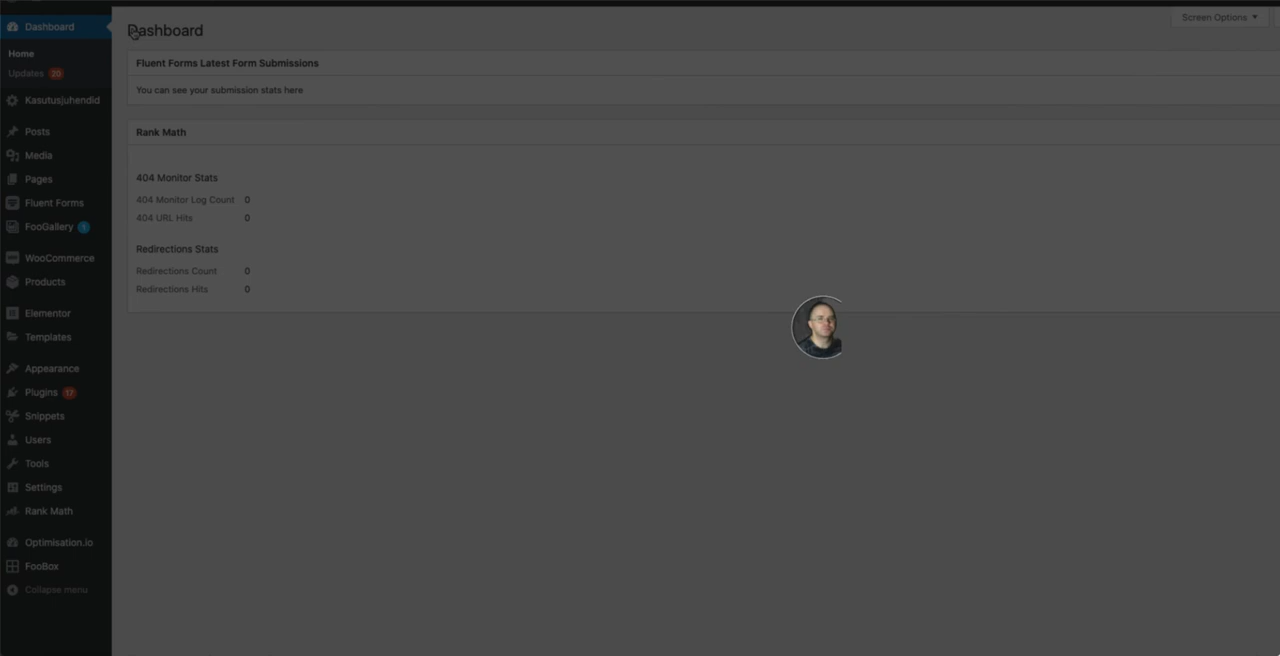 Dashboard
Home
Updates 20
Kasutusjuhendid
Posts
Media
Pages
Fluent Forms
FooGallery 1
WooCommerce
Products
Elementor
Templates
Appearance
Plugins 17
Snippets
Users
Tools
Settings
Rank Math
Optimisation.io
FooBox
Collapse menu
Dashboard
Screen Options ▼
Fluent Forms Latest Form Submissions
You can see your submission stats here
Rank Math
404 Monitor Stats
404 Monitor Log Count 0
404 URL Hits 0
Redirections Stats
Redirections Count 0
Redirections Hits 0